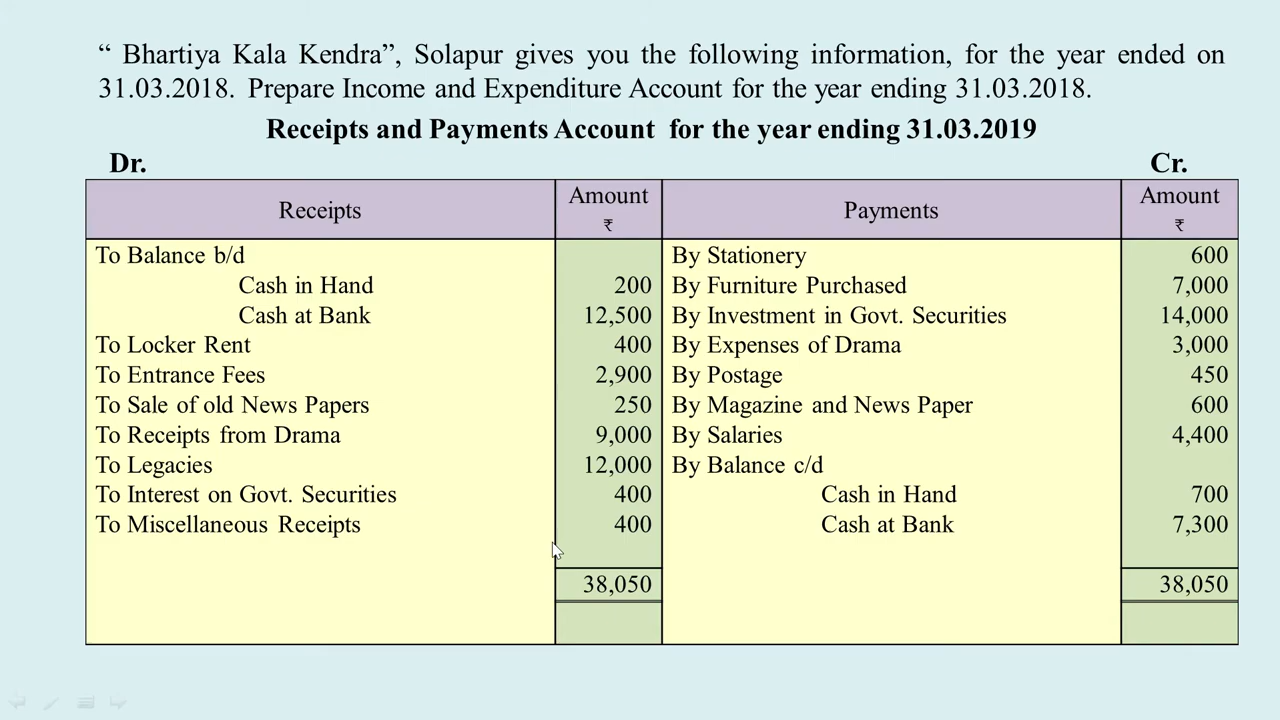 “ Bhartiya Kala Kendra”, Solapur gives you the following information, for the year ended on
31.03.2018. Prepare Income and Expenditure Account for the year ending 31.03.2018.
Receipts and Payments Account for the year ending 31.03.2019
Dr. Cr.
Receipts Amount ₹ Payments Amount ₹
To Balance b/d By Stationery 600
Cash in Hand 200 By Furniture Purchased 7,000
Cash at Bank 12,500 By Investment in Govt. Securities 14,000
To Locker Rent 400 By Expenses of Drama 3,000
To Entrance Fees 2,900 By Postage 450
To Sale of old News Papers 250 By Magazine and News Paper 600
To Receipts from Drama 9,000 By Salaries 4,400
To Legacies 12,000 By Balance c/d
To Interest on Govt. Securities 400 Cash in Hand 700
To Miscellaneous Receipts 400 Cash at Bank 7,300
38,050 38,050